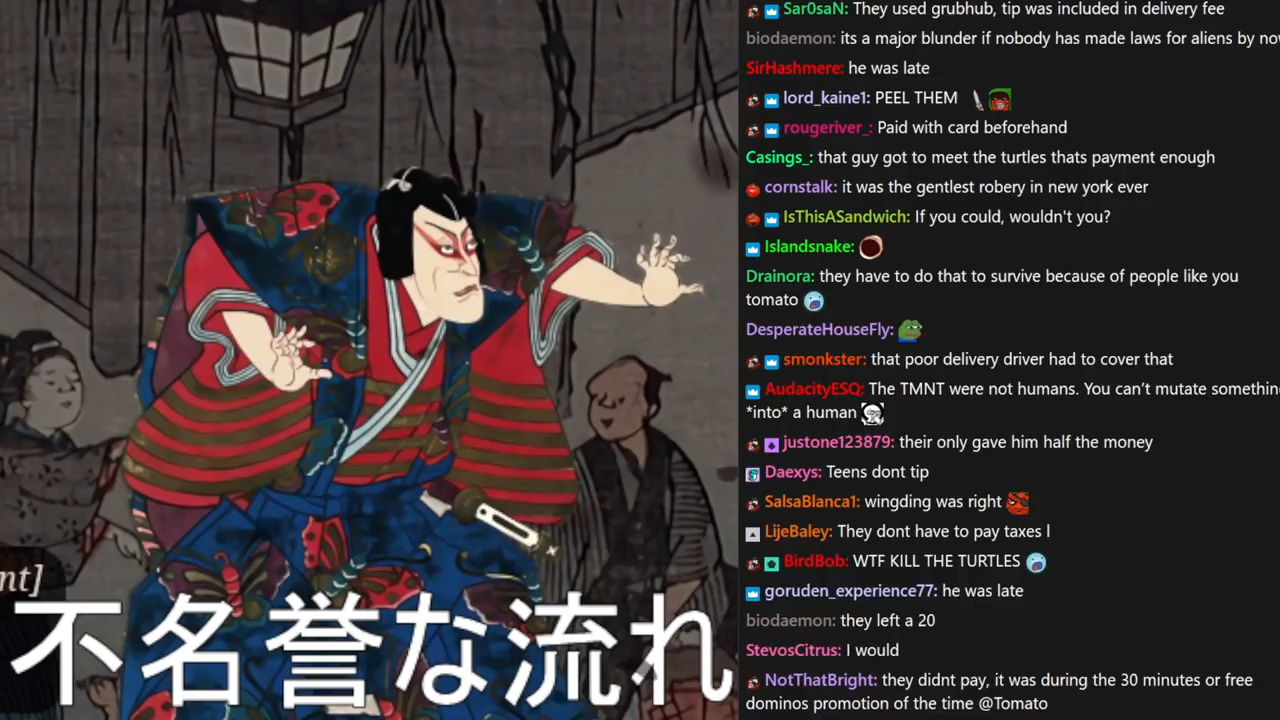 nt]
不名誉な流れ
Sar0saN: They used grubhub, tip was included in delivery fee
biodaemon: its a major blunder if nobody has made laws for aliens by now
SirHashmere: he was late
lord_kaine1: PEEL THEM
rougeriver_: Paid with card beforehand
Casings_: that guy got to meet the turtles thats payment enough
cornstalk: it was the gentlest robery in new york ever
IsThisASandwich: If you could, wouldn't you?
Islandsnake:
Drainora: they have to do that to survive because of people like you
tomato
DesperateHouseFly:
smonkster: that poor delivery driver had to cover that
AudacityESQ: The TMNT were not humans. You can’t mutate somethin
*into* a human
justone123879: their only gave him half the money
Daexys: Teens dont tip
SalsaBlanca1: wingding was right
LijeBaley: They dont have to pay taxes l
BirdBob: WTF KILL THE TURTLES
goruden_experience77: he was late
biodaemon: they left a 20
StevosCitrus: I would
NotThatBright: they didnt pay, it was during the 30 minutes or free
dominos promotion of the time @Tomato